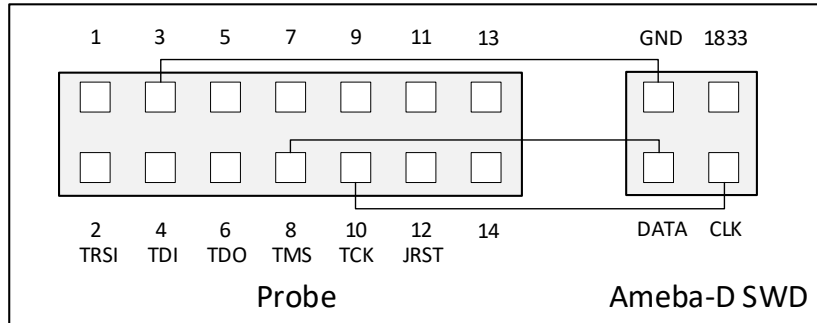 1 3 5 7 9 11 13 GND 1833
2 4 6 8 10 12 14 DATA CLK
TRSI TDI TDO TMS TCK JRST
Probe Ameba-D SWD